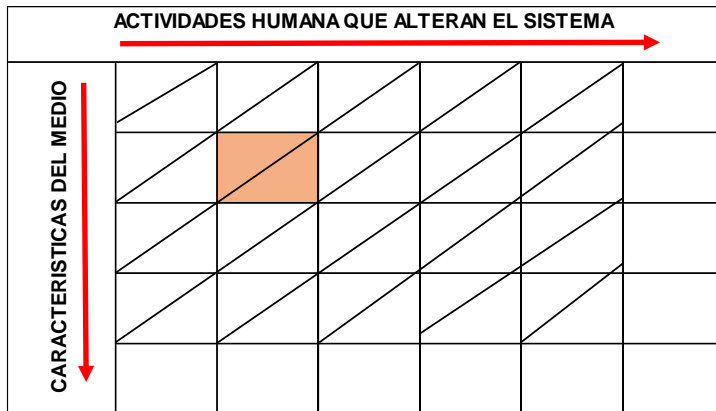 ACTIVIDADES HUMANA QUE ALTERAN EL SISTEMA
CARACTERISTICAS DEL MEDIO